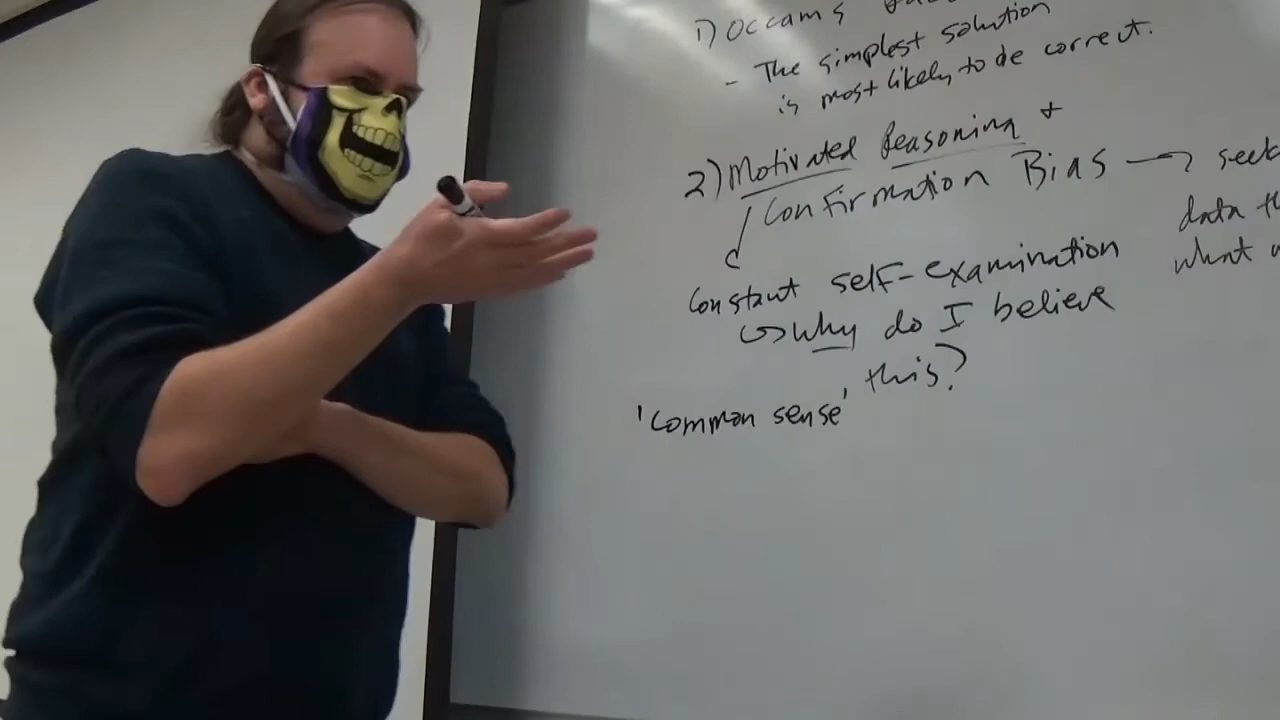 1) Occams
- The simplest solution
is most likely to be correct.
2) Motivated Reasoning +
Confirmation Bias → seek
data th
what
Constant self-examination
↳ Why do I believe
this?
'Common sense'